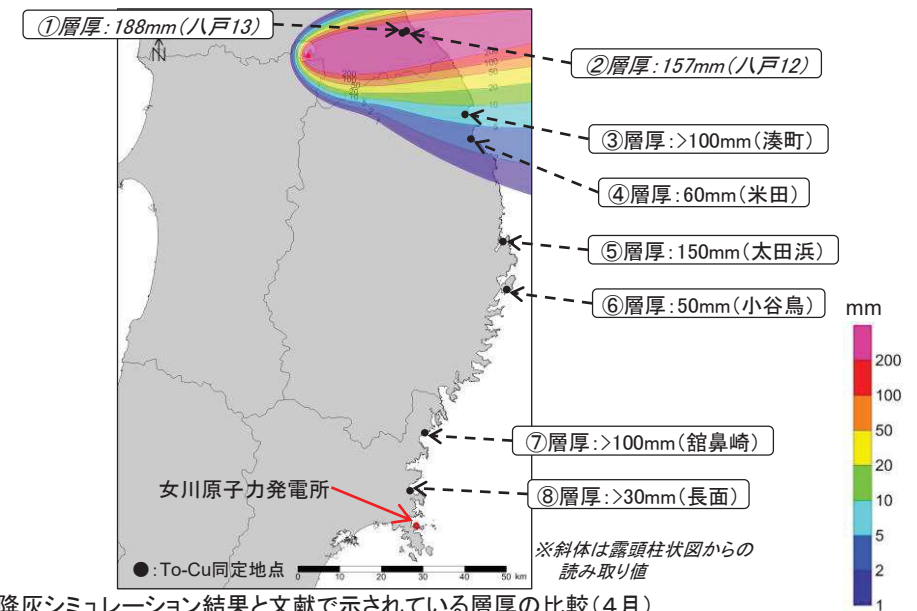 ①層厚:188mm(八戸13)
N
②層厚:157mm(八戸12)
③層厚:>100mm(湊町)
④層厚:60mm(米田)
⑤層厚:150mm(太田浜)
⑥層厚:50mm(小谷鳥)
mm
200
100
50
20
10
5
2
1
⑦層厚:>100mm(舘鼻崎)
⑧層厚:>30mm(長面)
女川原子力発電所
※斜体は露頭柱状図からの
読み取り値
●:To-Cu同定地点
0 10 20 30 40 50 km
降灰シミュレーション結果と文献で示されている層厚の比較(4月)